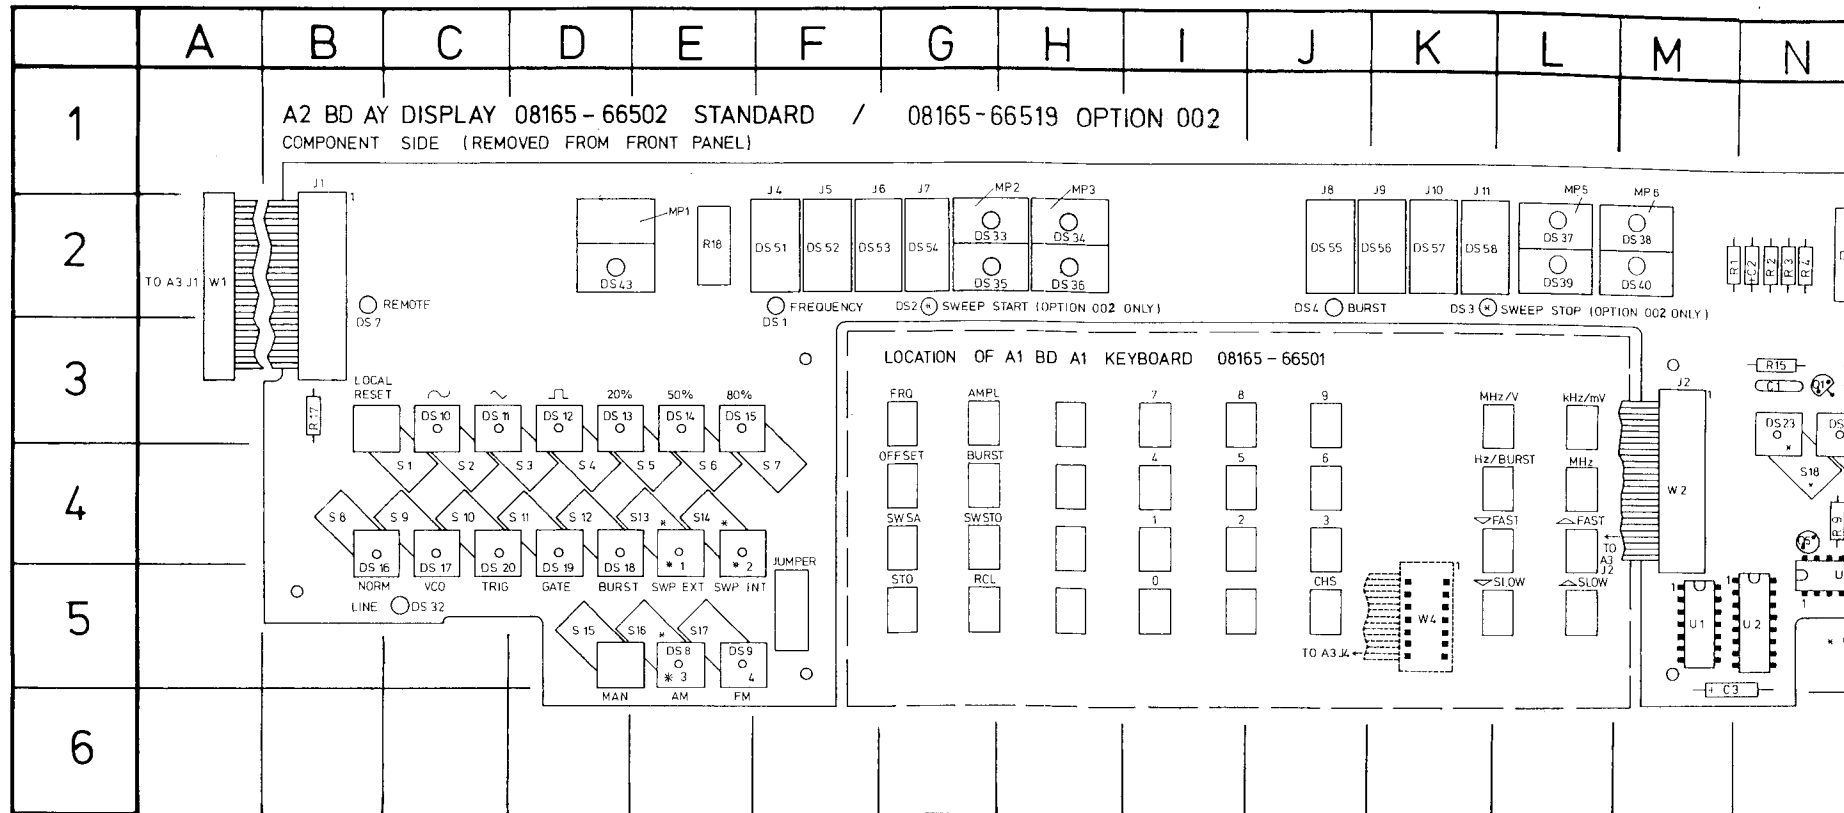 A B C D E F G H I J K L M N
1
A2 BD AY DISPLAY 08165-66502 STANDARD / 08165-66519 OPTION 002
COMPONENT SIDE (REMOVED FROM FRONT PANEL)
J1 1 J4 J5 J6 J7 MP2 MP3 J8 J9 J10 J11 MP5 MP6
MP1
2
R18 DS51 DS52 DS53 DS54 DS33 DS34 DS55 DS56 DS57 DS58 DS37 DS38
TO A3 J1 W1 DS43 DS35 DS36 DS39 DS40 R1 C2 R2 R3 R4
REMOTE FREQUENCY DS2 * SWEEP START (OPTION 002 ONLY) DS4 BURST DS3 * SWEEP STOP (OPTION 002 ONLY)
DS7 DS1
3
LOCATION OF A1 BD A1 KEYBOARD 08165-66501
R15
LOCAL
RESET 20% 50% 80% FRQ AMPL 7 8 9 MHz/V kHz/mV J2 1 C1 Q1
R17 DS10 DS11 DS12 DS13 DS14 DS15 DS23 *
S1 S2 S3 S4 S5 S6 S7 OFFSET BURST 4 5 6 Hz/BURST MHz S18 *
4
W2
S8 S9 S10 S11 S12 S13 * S14 * SWSA SWSTO 1 2 3 FAST FAST R9
DS16 DS17 DS20 DS19 DS18 * 1 * 2 JUMPER TO A3 J2 Q5
NORM VCO TRIG GATE BURST SWP EXT SWP INT STO RCL 0 CHS 1 SLOW SLOW 1 1 1
LINE DS32
5
S15 S16 * S17 W4 U1 U2
DS8 DS9 TO A3 J4
* 3 4
MAN AM FM + C3
6